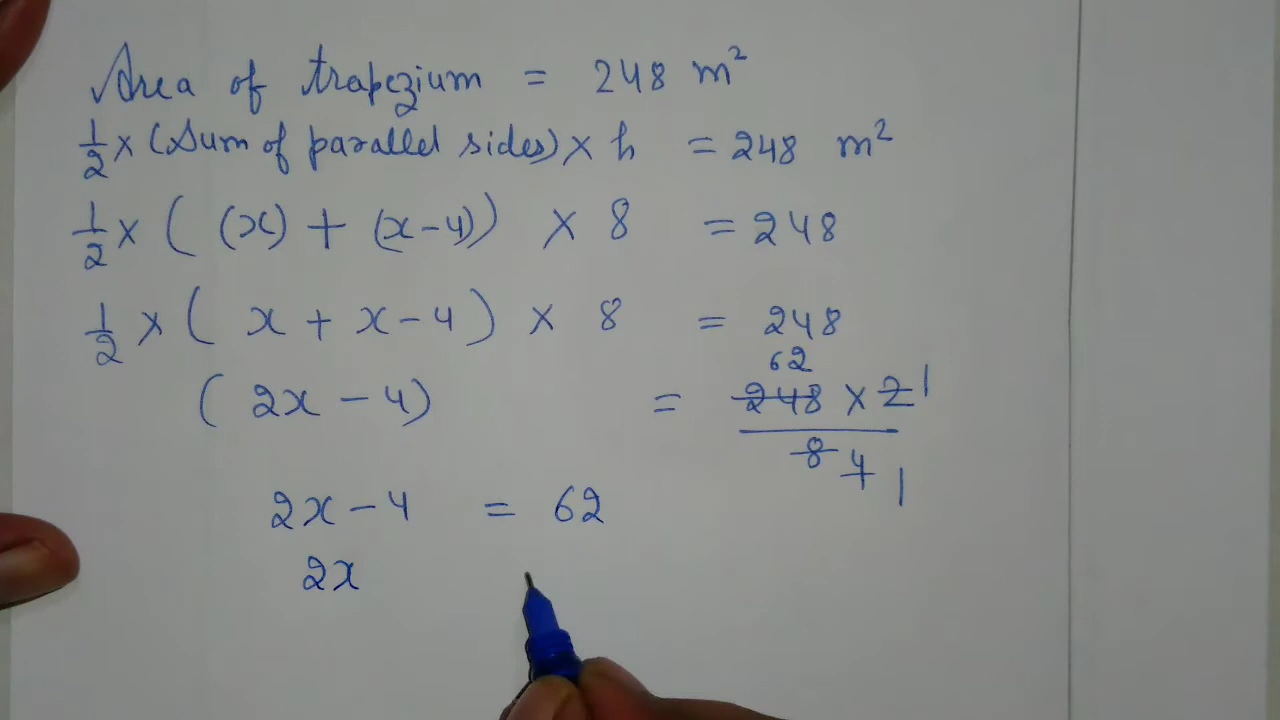 Area of trapezium = 248 m²
1/2 × (Sum of parallel sides) × h = 248 m²
1/2 × ( (x) + (x-4)) × 8 = 248
1/2 × ( x + x - 4 ) × 8 = 248
62
( 2x - 4) = 248 × 2 1
8 4 1
2x - 4 = 62
2x